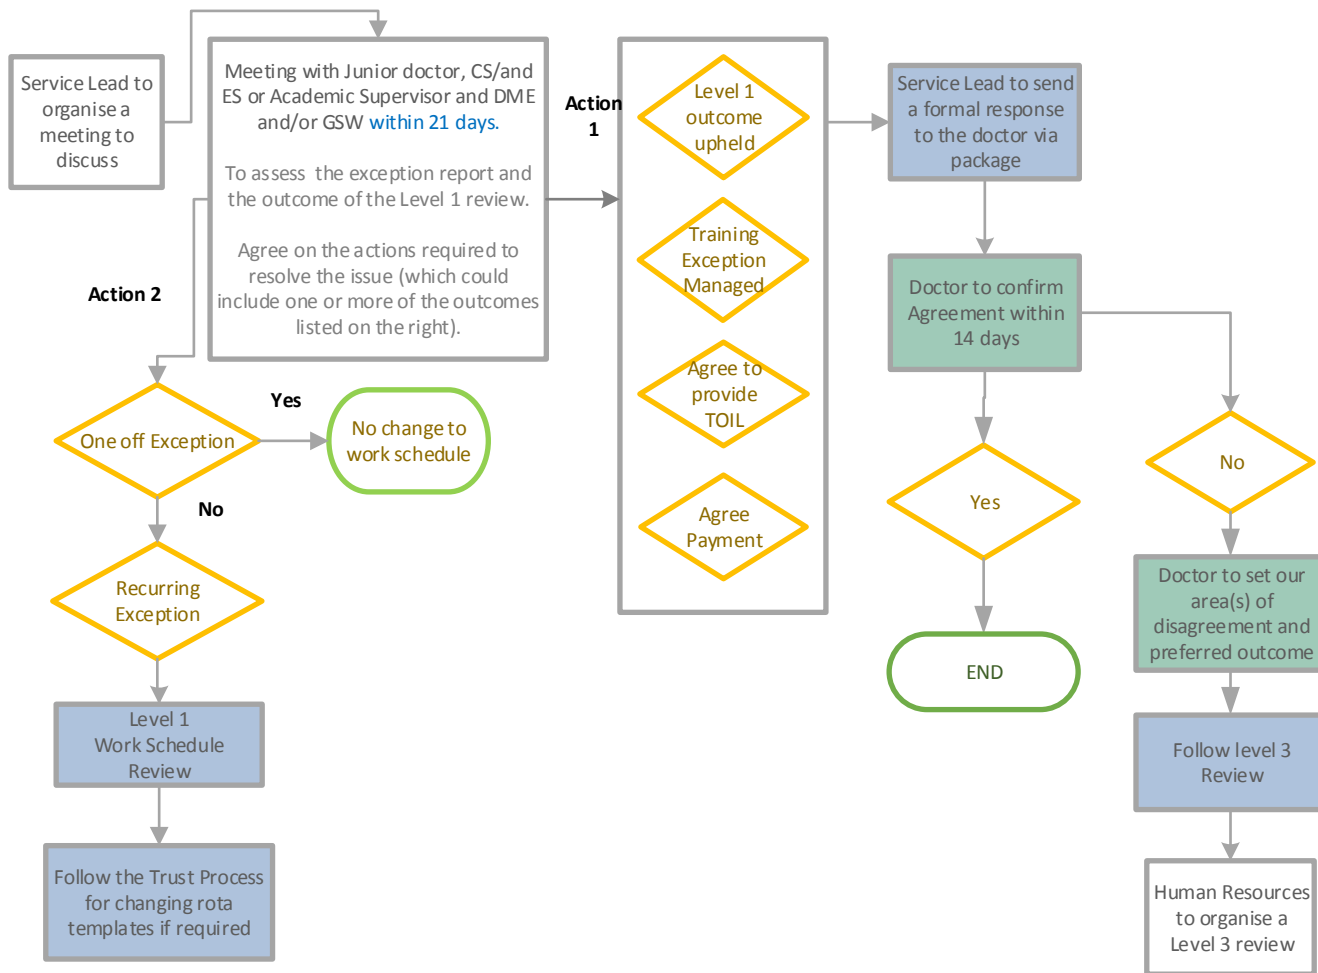 Service Lead to
organise a
meeting to
discuss
Meeting with Junior doctor, CS/and
ES or Academic Supervisor and DME
and/or GSW within 21 days.
To assess the exception report and
the outcome of the Level 1 review.
Agree on the actions required to
resolve the issue (which could
include one or more of the outcomes
listed on the right).
Action
1
Level 1
outcome
upheld
Training
Exception
Managed
Agree to
provide
TOIL
Agree
Payment
Service Lead to send
a formal response
to the doctor via
package
Doctor to confirm
Agreement within
14 days
Yes
END
No
Doctor to set our
area(s) of
disagreement and
preferred outcome
Follow level 3
Review
Human Resources
to organise a
Level 3 review
Action 2
One off Exception
Yes
No change to
work schedule
No
Recurring
Exception
Level 1
Work Schedule
Review
Follow the Trust Process
for changing rota
templates if required